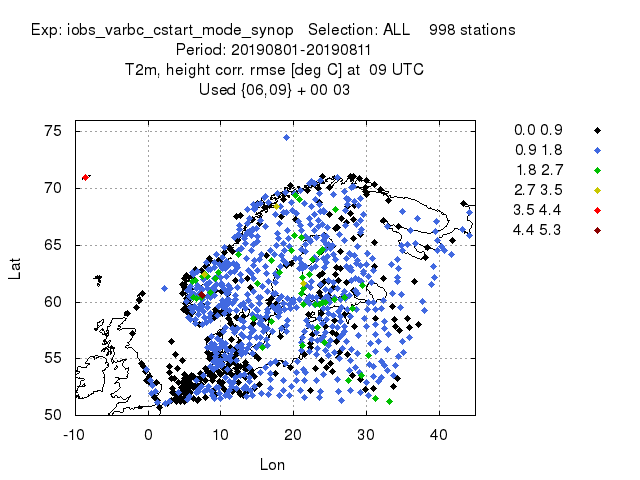 Exp: iobs_varbc_cstart_mode_synop   Selection: ALL    998 stations
Period: 20190801-20190811
T2m, height corr. rmse [deg C] at  09 UTC
Used {06,09} + 00 03
0.0 0.9
0.9 1.8
1.8 2.7
2.7 3.5
3.5 4.4
4.4 5.3
75
70
65
60
55
50
Lat
-10 0 10 20 30 40
Lon